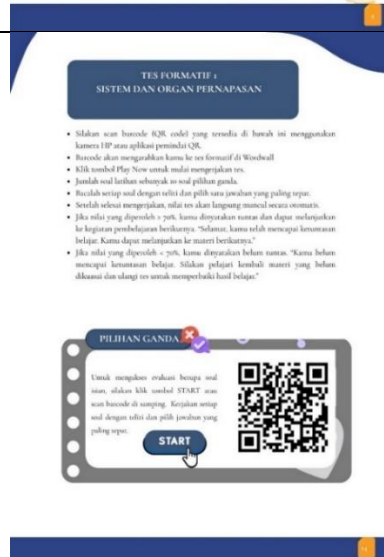 TES FORMATIF 1
SISTEM DAN ORGAN PERNAPASAN
• Silakan scan barcode (QR code) yang tersedia di bawah ini menggunakan
kamera HP atau aplikasi pemindai QR.
• Barcode akan mengarahkan kamu ke tes formatif di Wordwall
• Klik tombol Play Now untuk mulai mengerjakan tes.
• Jumlah soal latihan sebanyak 10 soal pilihan ganda.
• Bacalah setiap soal dengan teliti dan pilih satu jawaban yang paling tepat.
• Setelah selesai mengerjakan, nilai tes akan langsung muncul secara otomatis.
• Jika nilai yang diperoleh ≥ 70%, kamu dinyatakan tuntas dan dapat melanjutkan
ke kegiatan pembelajaran berikutnya. "Selamat, kamu telah mencapai ketuntasan
belajar. Kamu dapat melanjutkan ke materi berikutnya."
• Jika nilai yang diperoleh < 70%, kamu dinyatakan belum tuntas. "Kamu belum
mencapai ketuntasan belajar. Silakan pelajari kembali materi yang belum
dikuasai dan ulangi tes untuk memperbaiki hasil belajar."
PILIHAN GANDA
Untuk mengakses evaluasi berupa soal
isian, silakan klik tombol START atau
scan barcode di samping. Kerjakan setiap
soal dengan teliti dan pilih jawaban yang
paling tepat.
START